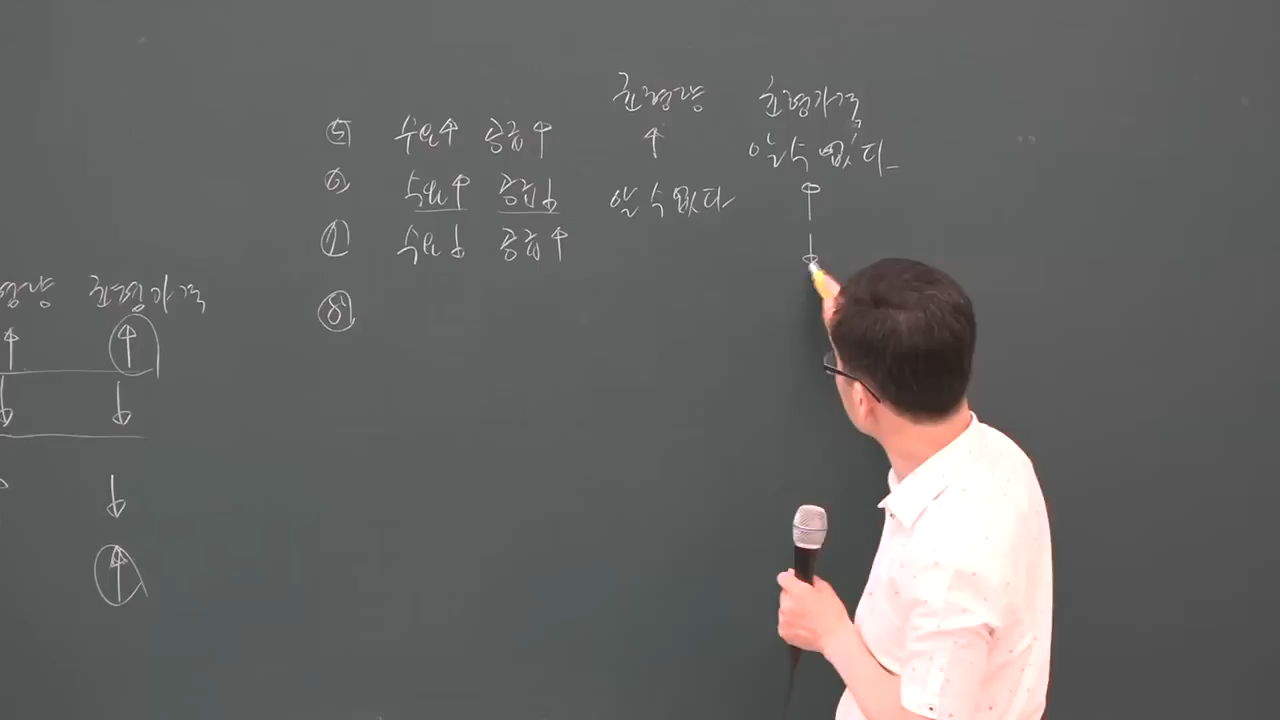 균형량 균형가격
⑤ 수요↑ 공급↑ ↑ 알 수 없다
⑥ 수요↑ 공급↓ 알 수 없다 ↑
⑦ 수요↓ 공급↑ ↓
⑧
형량 균형가격
↑ ↑
↓ ↓
↓
↑